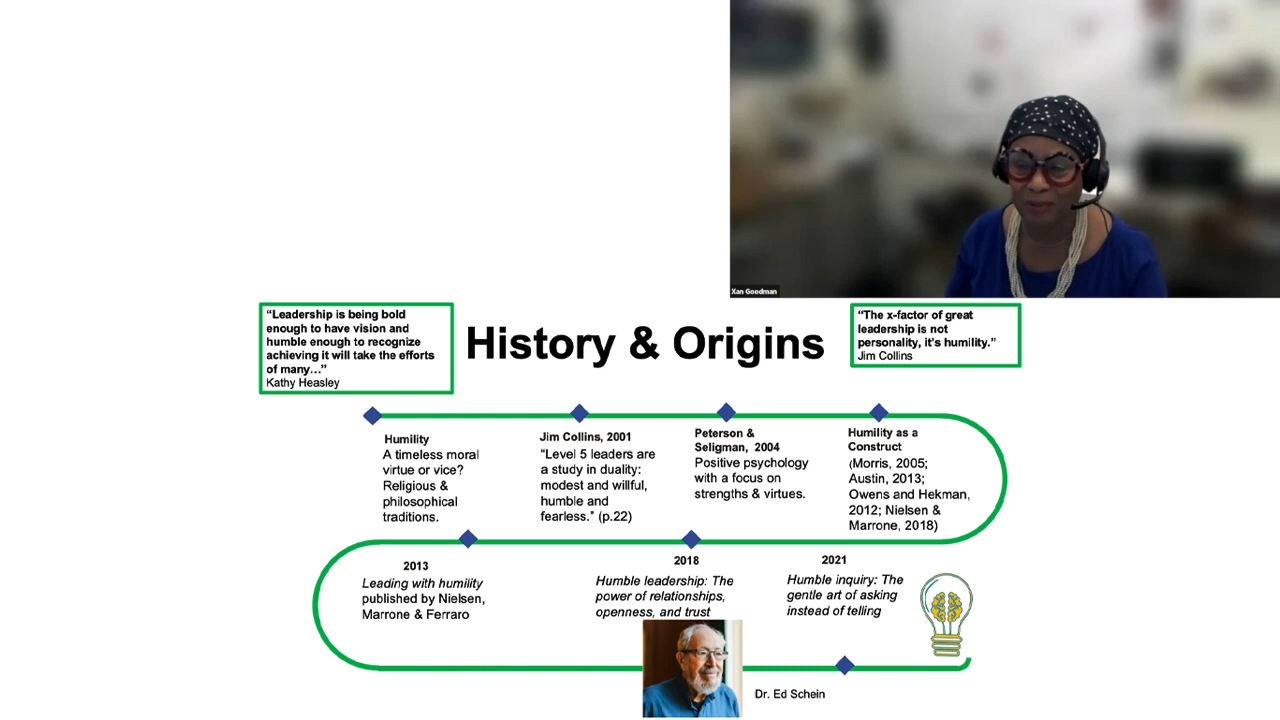 Xan Goodman
“Leadership is being bold
enough to have vision and
humble enough to recognize
achieving it will take the efforts
of many…”
Kathy Heasley
History & Origins
“The x-factor of great
leadership is not
personality, it’s humility.”
Jim Collins
Humility
A timeless moral
virtue or vice?
Religious &
philosophical
traditions.
Jim Collins, 2001
“Level 5 leaders are
a study in duality:
modest and willful,
humble and
fearless.” (p.22)
Peterson &
Seligman, 2004
Positive psychology
with a focus on
strengths & virtues.
Humility as a
Construct
(Morris, 2005;
Austin, 2013;
Owens and Hekman,
2012; Nielsen &
Marrone, 2018)
2013
Leading with humility
published by Nielsen,
Marrone & Ferraro
2018
Humble leadership: The
power of relationships,
openness, and trust
2021
Humble inquiry: The
gentle art of asking
instead of telling
Dr. Ed Schein